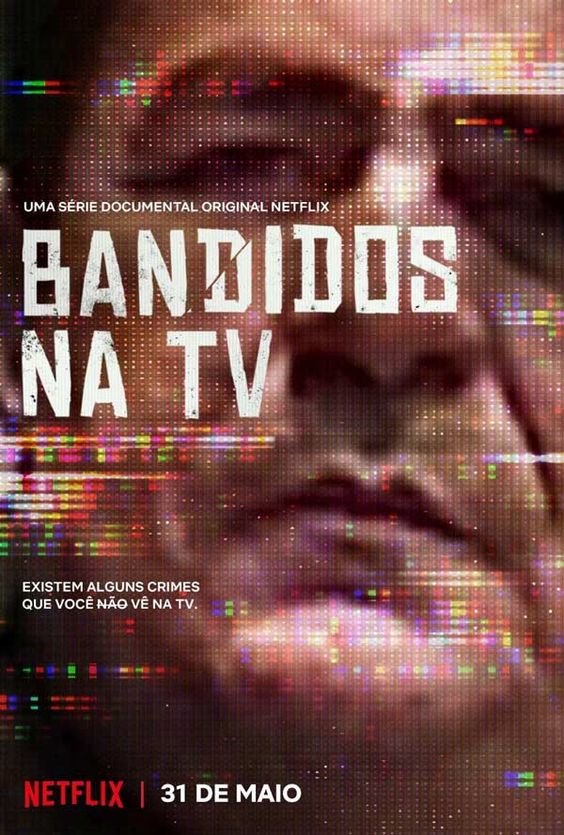 UMA SÉRIE DOCUMENTAL ORIGINAL NETFLIX
BANDIDOS
NA TV
EXISTEM ALGUNS CRIMES
QUE VOCÊ NÃO VÊ NA TV.
NETFLIX | 31 DE MAIO